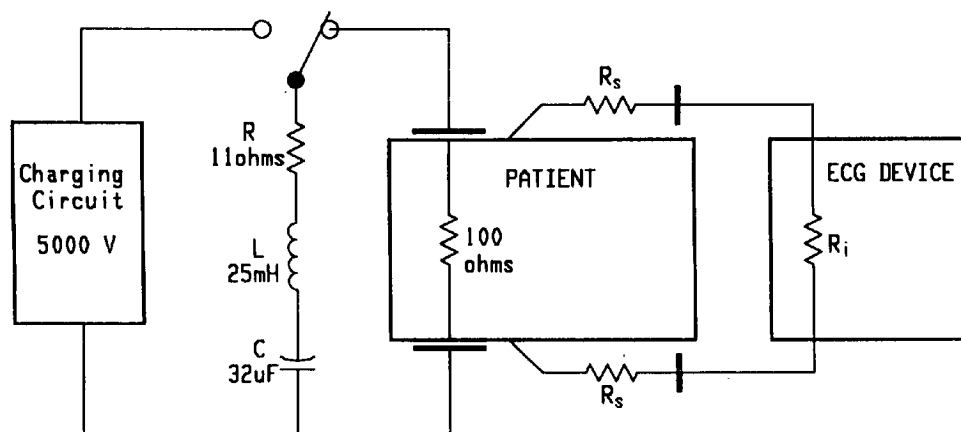 Charging
Circuit
5000 V
R
11ohms
L
25mH
C
32uF
100
ohms
PATIENT
Rs
Rs
ECG DEVICE
Ri